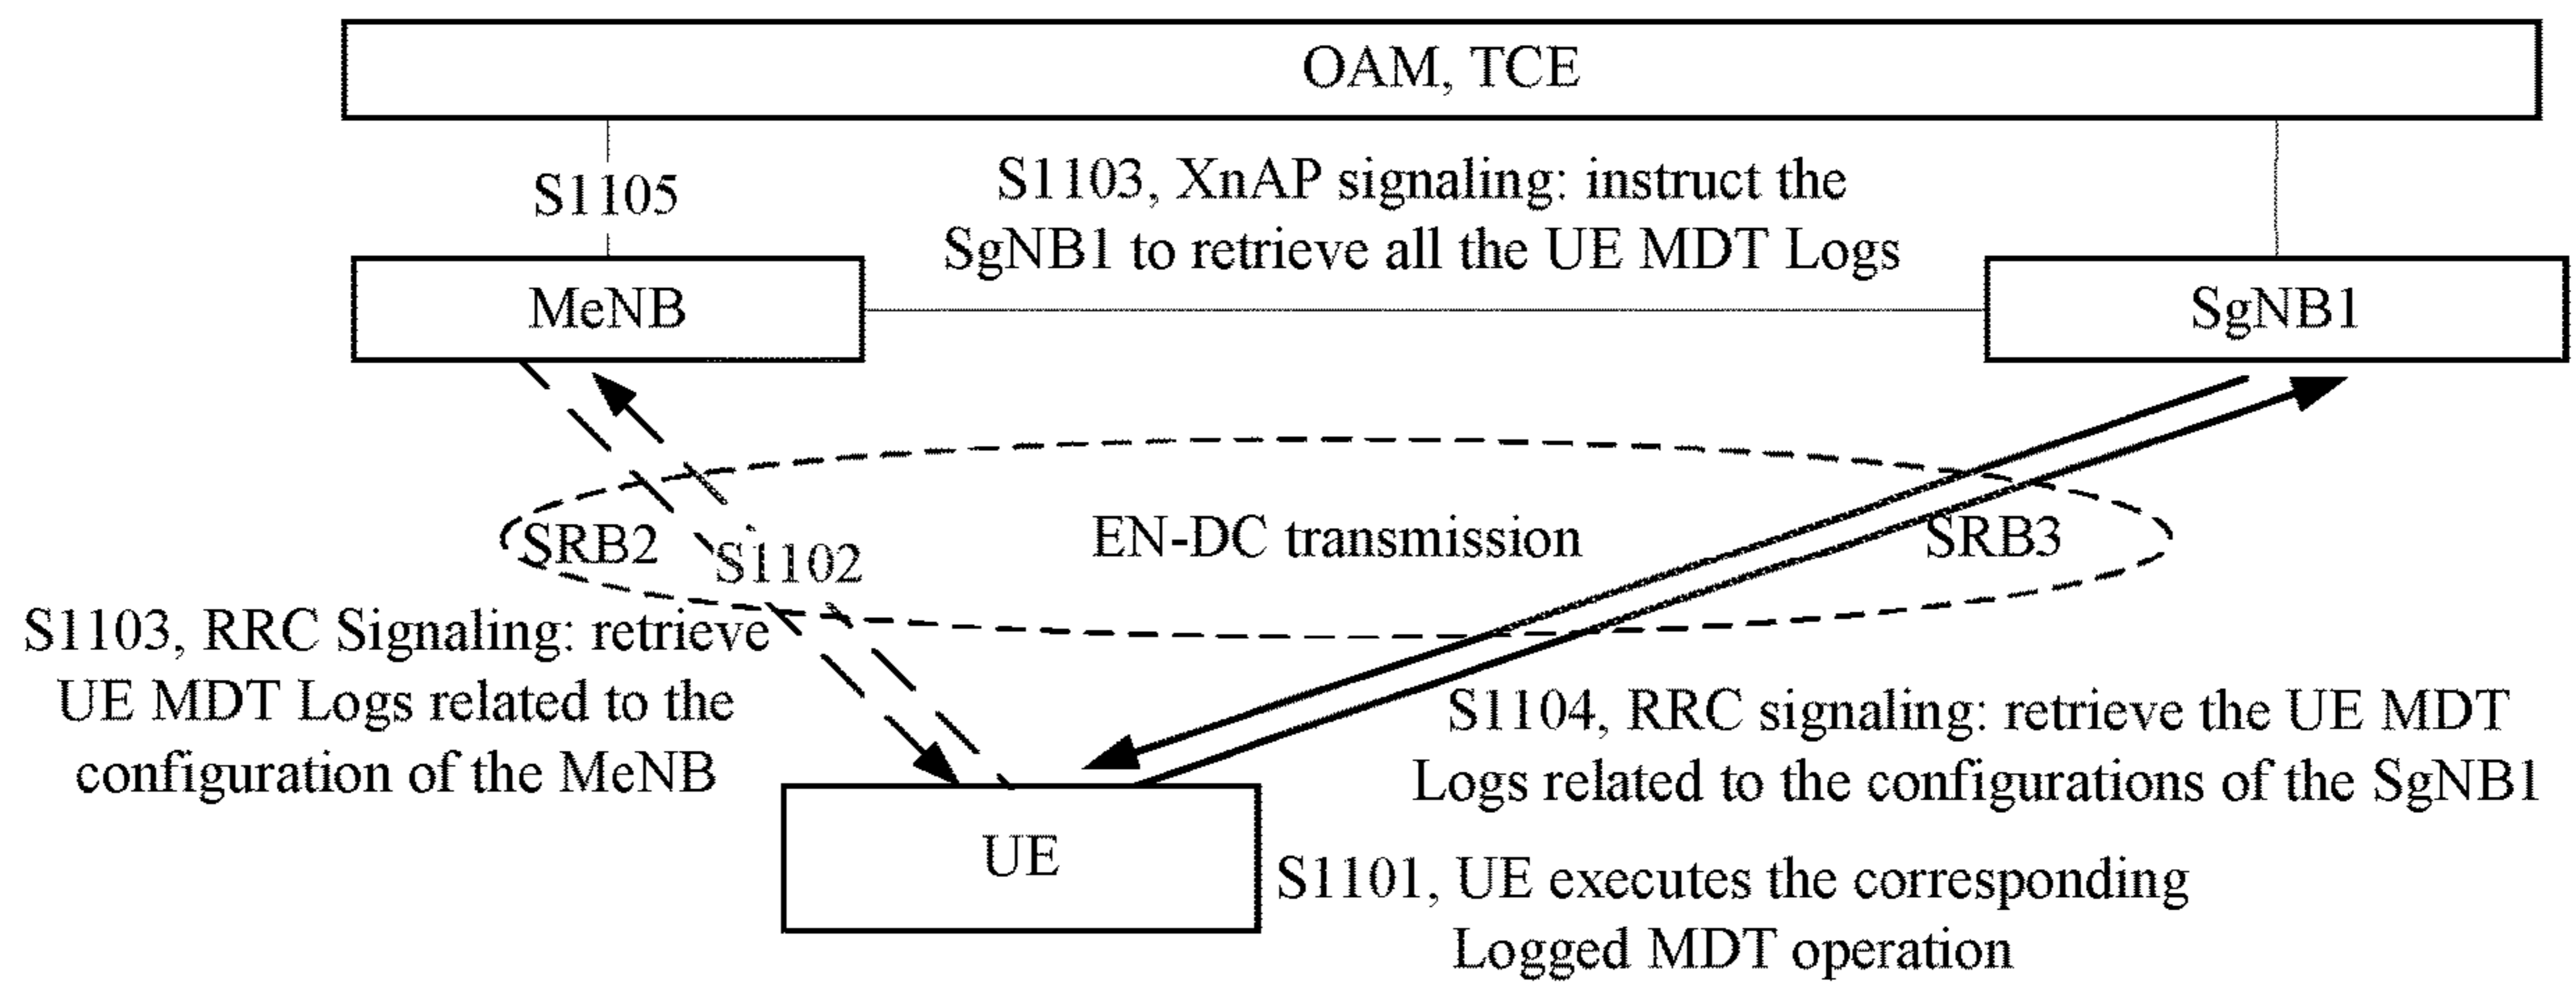 OAM, TCE
S1105
S1103, XnAP signaling: instruct the
SgNB1 to retrieve all the UE MDT Logs
MeNB
SgNB1
SRB2
S1102
EN-DC transmission
SRB3
S1103, RRC Signaling: retrieve
UE MDT Logs related to the
configuration of the MeNB
S1104, RRC signaling: retrieve the UE MDT
Logs related to the configurations of the SgNB1
UE
S1101, UE executes the corresponding
Logged MDT operation